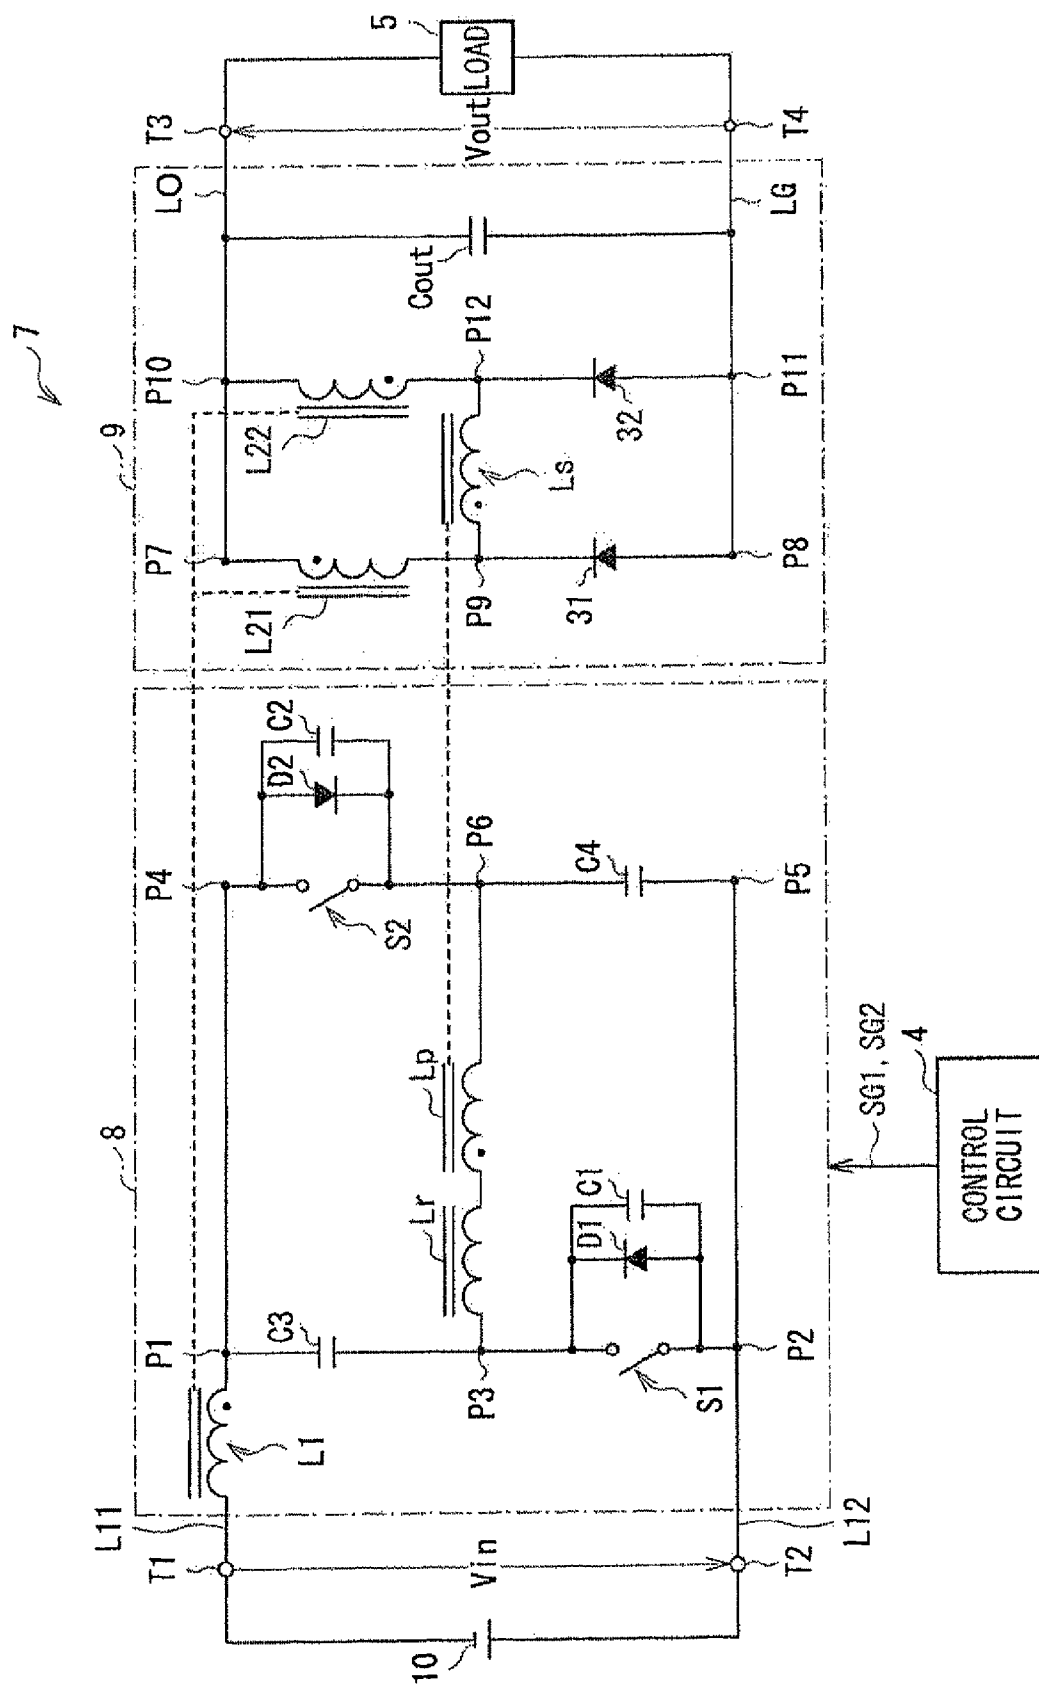 7
8
9
L11
L1
P1
P4
P7
P10
LO
T3
T1
C3
D2
C2
L21
L22
S2
Cout
5
10
Vin
Lr
Lp
P3
P6
P9
Ls
P12
Vout
LOAD
D1
C1
C4
31
32
S1
T2
L12
P2
P5
P8
P11
LG
T4
SG1, SG2
4
CONTROL
CIRCUIT